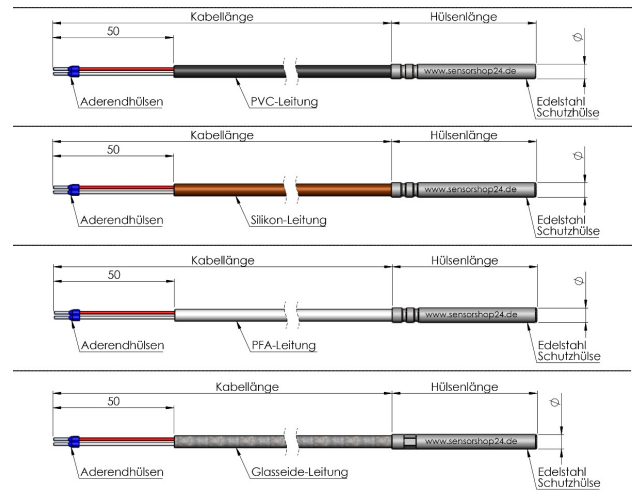 Kabellänge
Hülsenlänge
50
Ø
www.sensorshop24.de
Aderendhülsen
PVC-Leitung
Edelstahl
Schutzhülse
Kabellänge
Hülsenlänge
50
Ø
www.sensorshop24.de
Aderendhülsen
Silikon-Leitung
Edelstahl
Schutzhülse
Kabellänge
Hülsenlänge
50
Ø
www.sensorshop24.de
Aderendhülsen
PFA-Leitung
Edelstahl
Schutzhülse
Kabellänge
Hülsenlänge
50
Ø
www.sensorshop24.de
Aderendhülsen
Glasseide-Leitung
Edelstahl
Schutzhülse